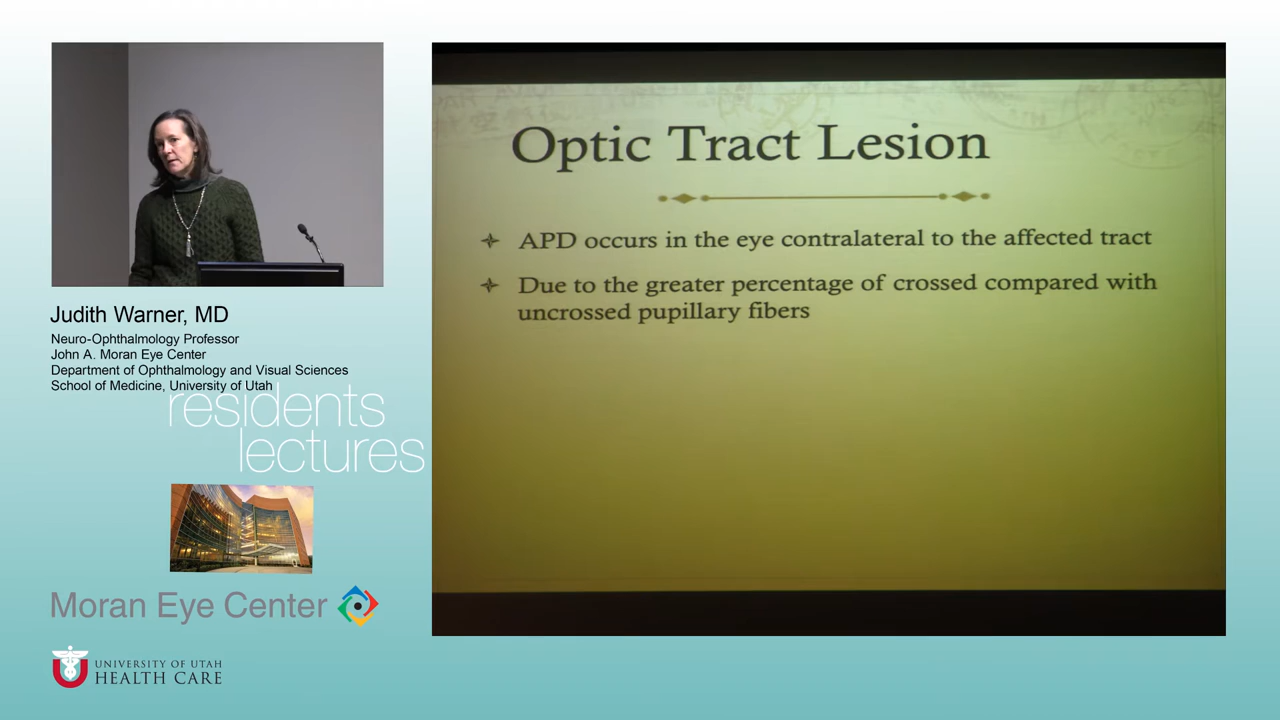 Optic Tract Lesion
APD occurs in the eye contralateral to the affected tract
Due to the greater percentage of crossed compared with
uncrossed pupillary fibers
Judith Warner, MD
Neuro-Ophthalmology Professor
John A. Moran Eye Center
Department of Ophthalmology and Visual Sciences
School of Medicine, University of Utah
residents
lectures
Moran Eye Center
UNIVERSITY OF UTAH
HEALTH CARE